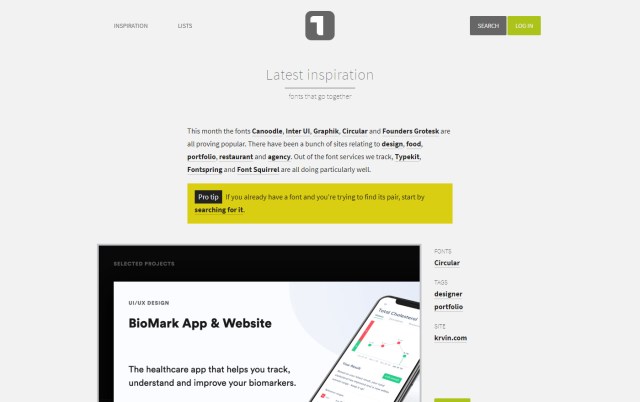 INSPIRATION
LISTS
SEARCH
LOG IN
Latest inspiration
fonts that go together
This month the fonts Canoodle, Inter UI, Graphik, Circular and Founders Grotesk are
all proving popular. There have been a bunch of sites relating to design, food,
portfolio, restaurant and agency. Out of the font services we track, Typekit,
Fontspring and Font Squirrel are all doing particularly well.
Pro tip If you already have a font and you're trying to find its pair, start by
searching for it.
SELECTED PROJECTS
UI/UX DESIGN
BioMark App & Website
The healthcare app that helps you track,
understand and improve your biomarkers.
Total Cholesterol
Your Result
FONTS
Circular
TAGS
designer
portfolio
SITE
krvin.com